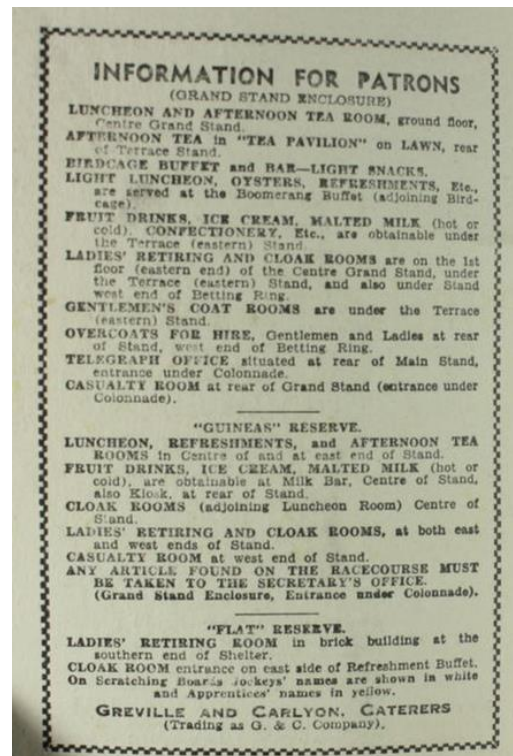 INFORMATION FOR PATRONS
(GRAND STAND ENCLOSURE)
LUNCHEON AND AFTERNOON TEA ROOM, ground floor,
Centre Grand Stand.
AFTERNOON TEA in "TEA PAVILION" on LAWN, rear
of Terrace Stand.
BIRDCAGE BUFFET and BAR—LIGHT SNACKS.
LIGHT LUNCHEON, OYSTERS, REFRESHMENTS, Etc.,
are served at the Boomerang Buffet (adjoining Bird-
cage).
FRUIT DRINKS, ICE CREAM, MALTED MILK (hot or
cold), CONFECTIONERY, Etc., are obtainable under
the Terrace (eastern) Stand.
LADIES' RETIRING AND CLOAK ROOMS are on the 1st
floor (eastern end) of the Centre Grand Stand, under
the Terrace (eastern) Stand, and also under Stand
west end of Betting Ring.
GENTLEMEN'S COAT ROOMS are under the Terrace
(eastern) Stand.
OVERCOATS FOR HIRE, Gentlemen and Ladies at rear
of Stand, west end of Betting Ring.
TELEGRAPH OFFICE situated at rear of Main Stand,
entrance under Colonnade.
CASUALTY ROOM at rear of Grand Stand (entrance under
Colonnade).
"GUINEAS" RESERVE.
LUNCHEON, REFRESHMENTS, and AFTERNOON TEA
ROOMS in Centre of and at east end of Stand.
FRUIT DRINKS, ICE CREAM, MALTED MILK (hot or
cold), are obtainable at Milk Bar, Centre of Stand,
also Kiosk, at rear of Stand.
CLOAK ROOMS (adjoining Luncheon Room) Centre of
Stand.
LADIES' RETIRING AND CLOAK ROOMS, at both east
and west ends of Stand.
CASUALTY ROOM at west end of Stand.
ANY ARTICLE FOUND ON THE RACECOURSE MUST
BE TAKEN TO THE SECRETARY'S OFFICE.
(Grand Stand Enclosure, Entrance under Colonnade).
"FLAT" RESERVE.
LADIES' RETIRING ROOM in brick building at the
southern end of Shelter.
CLOAK ROOM entrance on east side of Refreshment Buffet.
On Scratching Boards Jockeys' names are shown in white
and Apprentices' names in yellow.
GREVILLE AND CARLYON, CATERERS
(Trading as G. & C. Company).